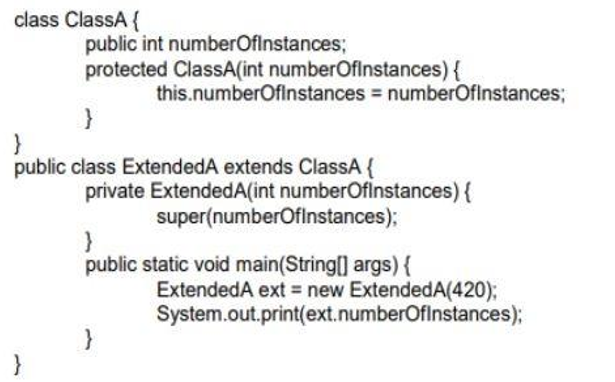 class ClassA {
public int numberOfInstances;
protected ClassA(int numberOfInstances) {
this.numberOfInstances = numberOfInstances;
}
}
public class ExtendedA extends ClassA {
private ExtendedA(int numberOfInstances) {
super(numberOfInstances);
}
public static void main(String[] args) {
ExtendedA ext = new ExtendedA(420);
System.out.print(ext.numberOfInstances);
}
}